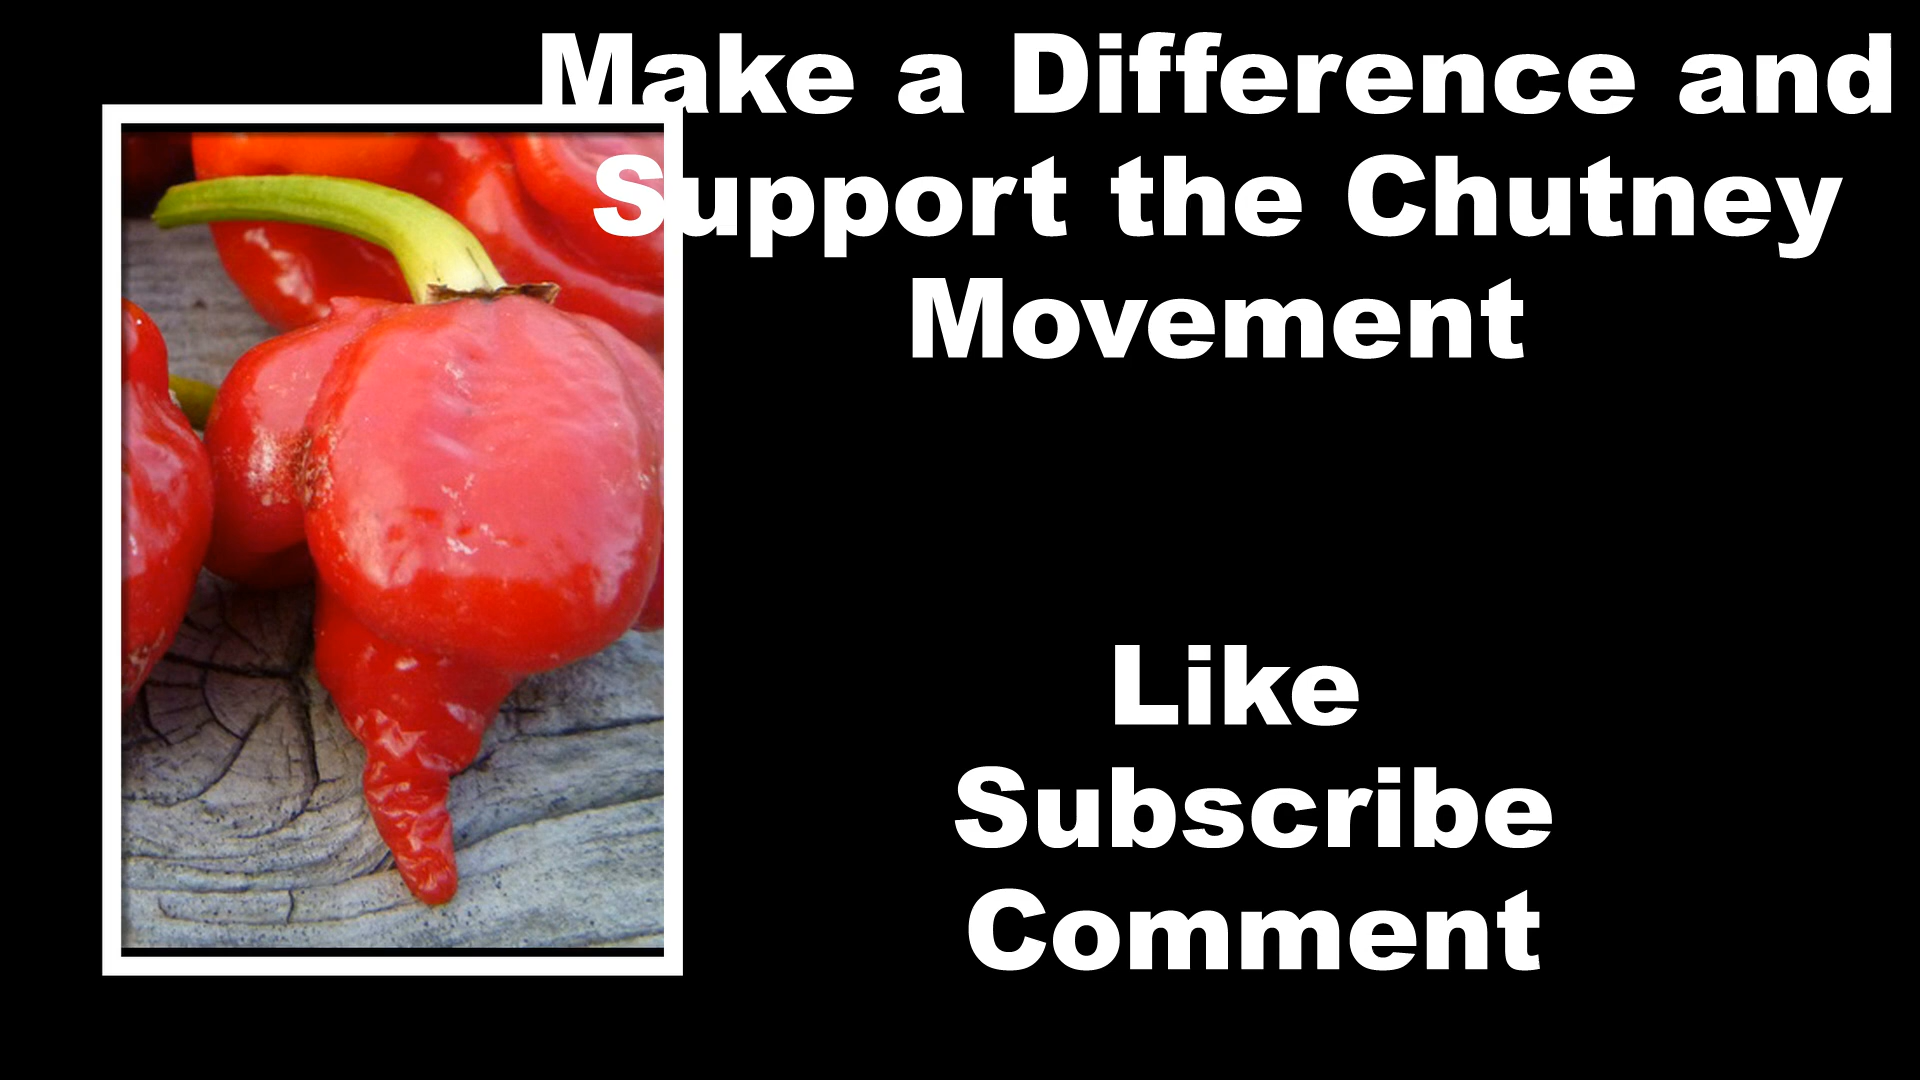 Make a Difference and
Support the Chutney
Movement
Like
Subscribe
Comment